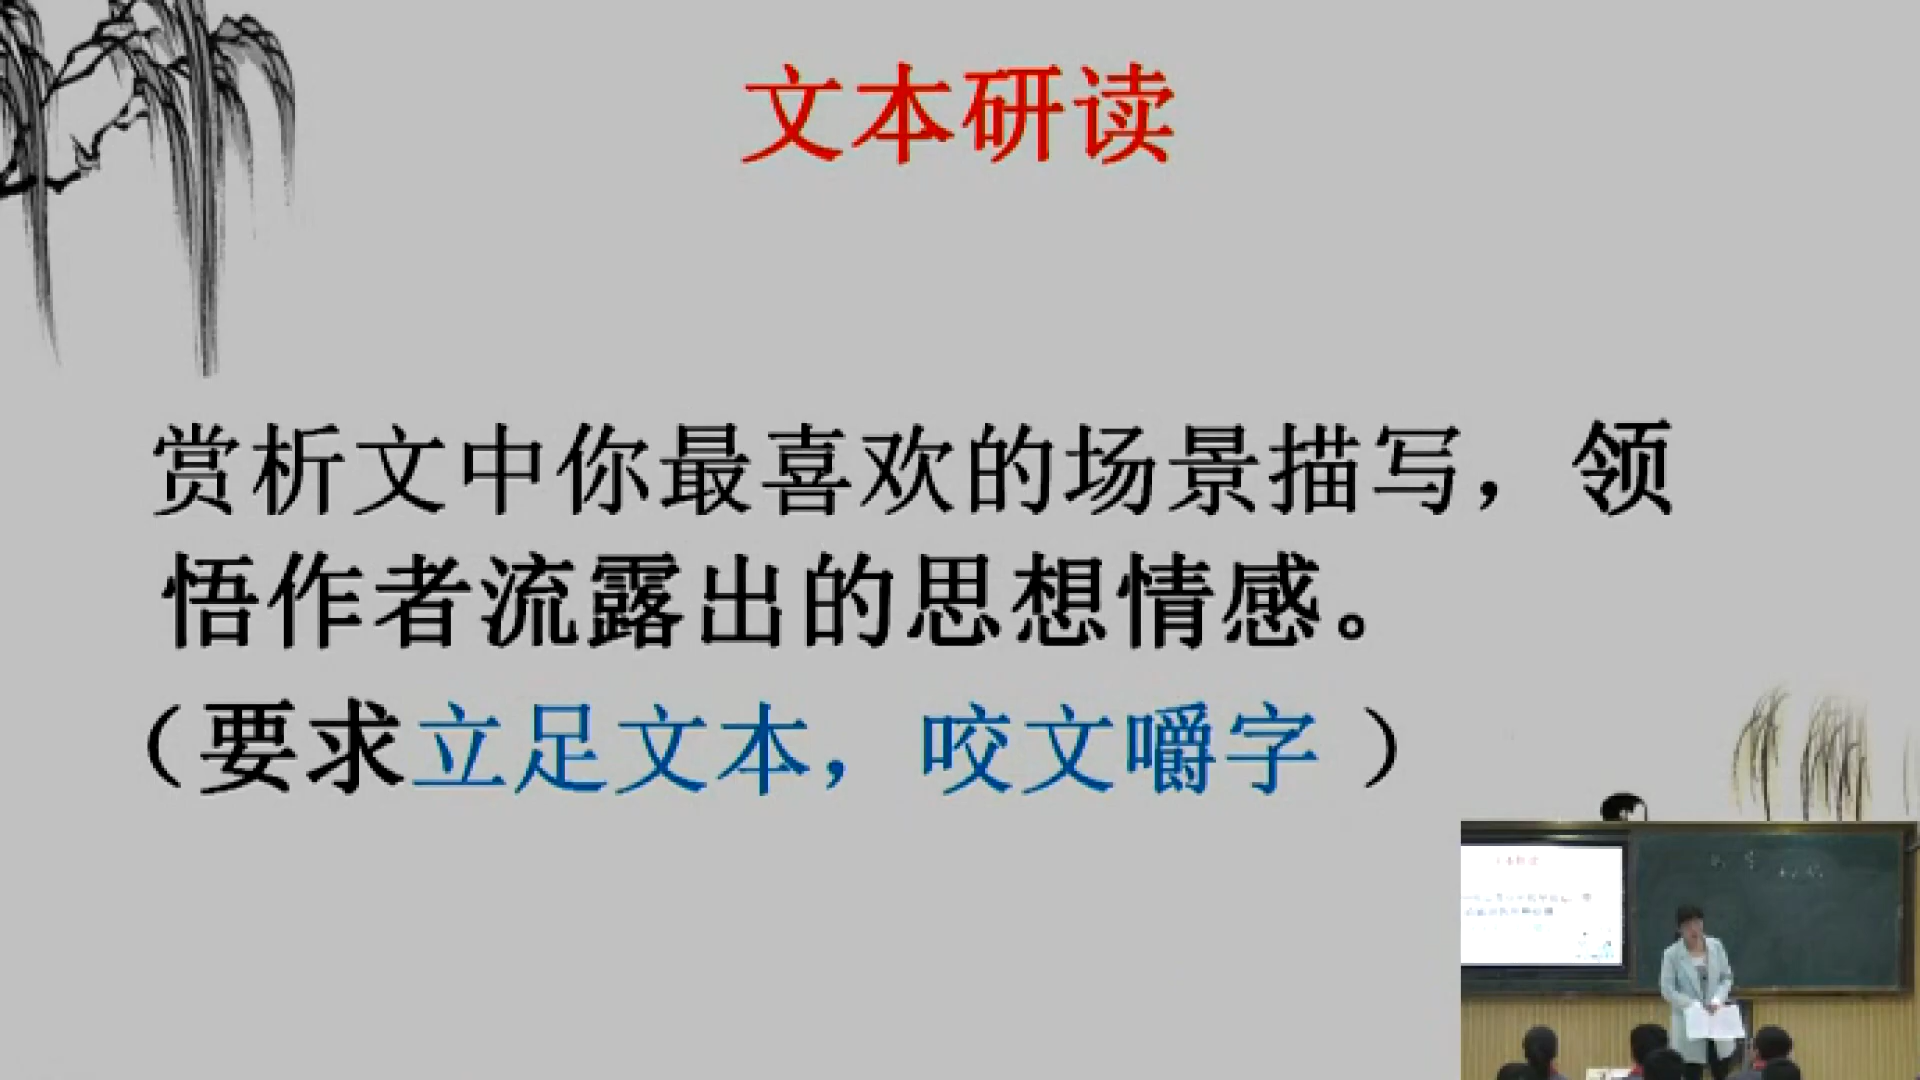 文本研读
赏析文中你最喜欢的场景描写，领
悟作者流露出的思想情感。
（要求立足文本，咬文嚼字）